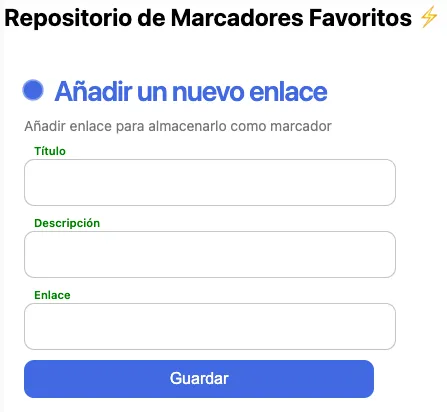 Repositorio de Marcadores Favoritos ⚡
Añadir un nuevo enlace
Añadir enlace para almacenarlo como marcador
Título
Descripción
Enlace
Guardar